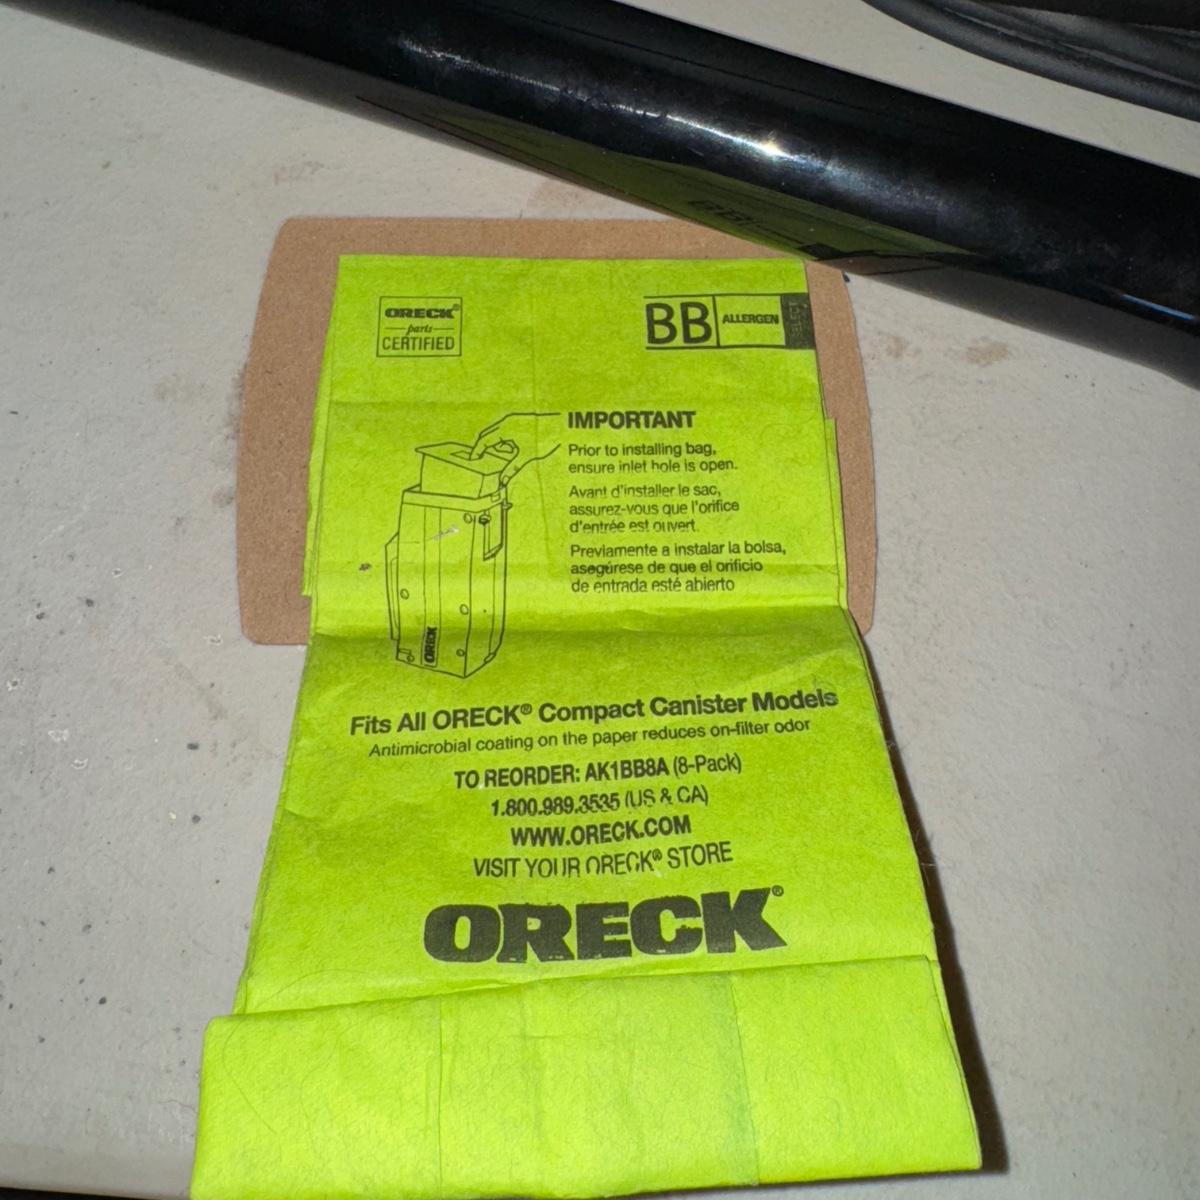 ORECK®
parts
CERTIFIED
BB ALLERGEN
IMPORTANT
Prior to installing bag,
ensure inlet hole is open.
Avant d'installer le sac,
assurez-vous que l'orifice
d'entrée est ouvert.
Previamente a instalar la bolsa,
asegúrese de que el orificio
de entrada esté abierto
ORECK
Fits All ORECK® Compact Canister Models
Antimicrobial coating on the paper reduces on-filter odor
TO REORDER: AK1BB8A (8-Pack)
1.800.989.3535 (US & CA)
WWW.ORECK.COM
VISIT YOUR ORECK® STORE
ORECK®